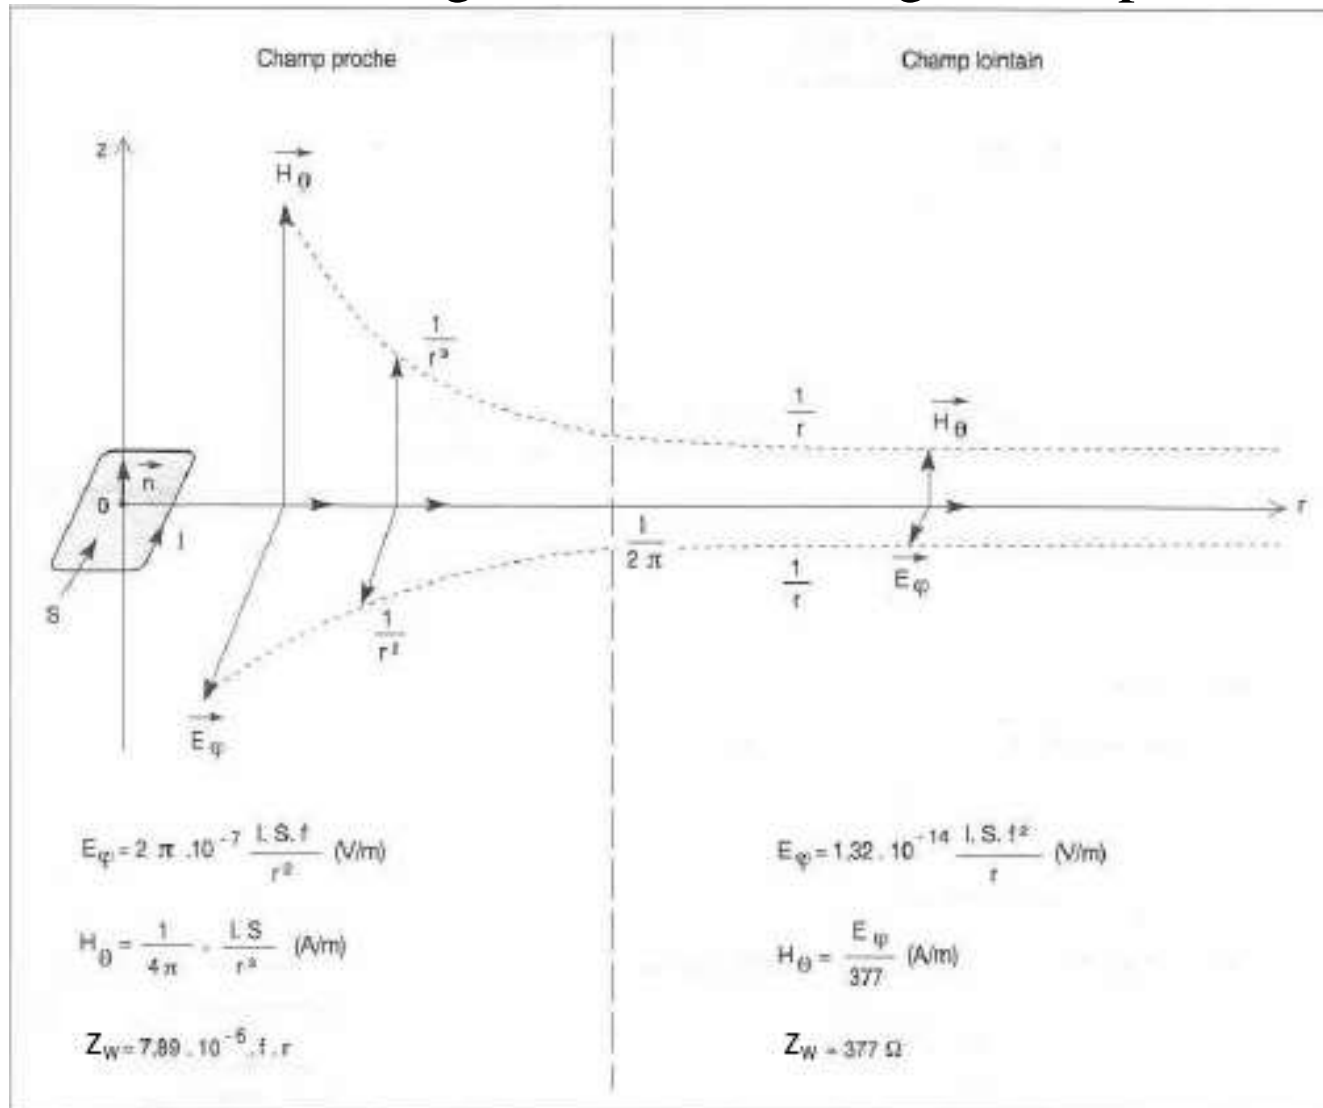 Champ proche
Champ lointain
z
H θ
1
r³
1
r
H θ
n
0
I
r
S
1
2 π
1
r
E φ
1
r²
E φ
E φ = 2 π .10⁻⁷ I. S. f / r² (V/m)
E φ = 1.32 . 10⁻¹⁴ I. S. f² / r (V/m)
H θ = 1 / 4 π . I. S / r³ (A/m)
H θ = E φ / 377 (A/m)
Z W = 7,89 . 10⁻⁶ . f . r
Z W = 377 Ω